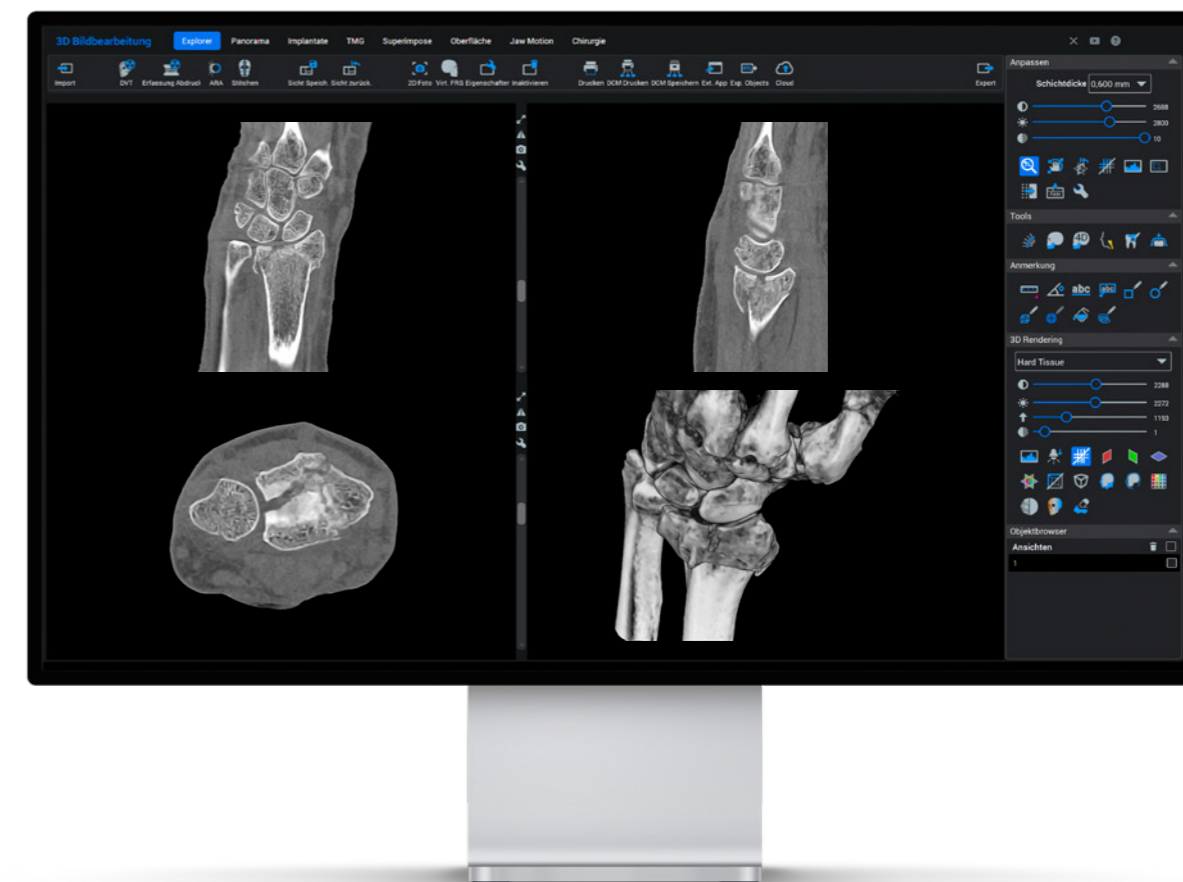 3D Bildbearbeitung Explorer Panorama Implantate TMG Superimpose Oberfläche Jaw Motion Chirurgie
Import DVT Erfassung Abdruck ARA Stitchen Sicht Speich. Sicht zurück. 2D Foto Virt. FRS Eigenschaften Inaktivieren Drucken DCM Drucken DCM Speichern Ext. App Exp. Objects Cloud Export
Anpassen
Schichtdicke 0,600 mm
2688
2800
10
Tools
4D
Anmerkung
abc abc
3D Rendering
Hard Tissue
2288
2272
1193
1
Objektbrowser
Ansichten
1